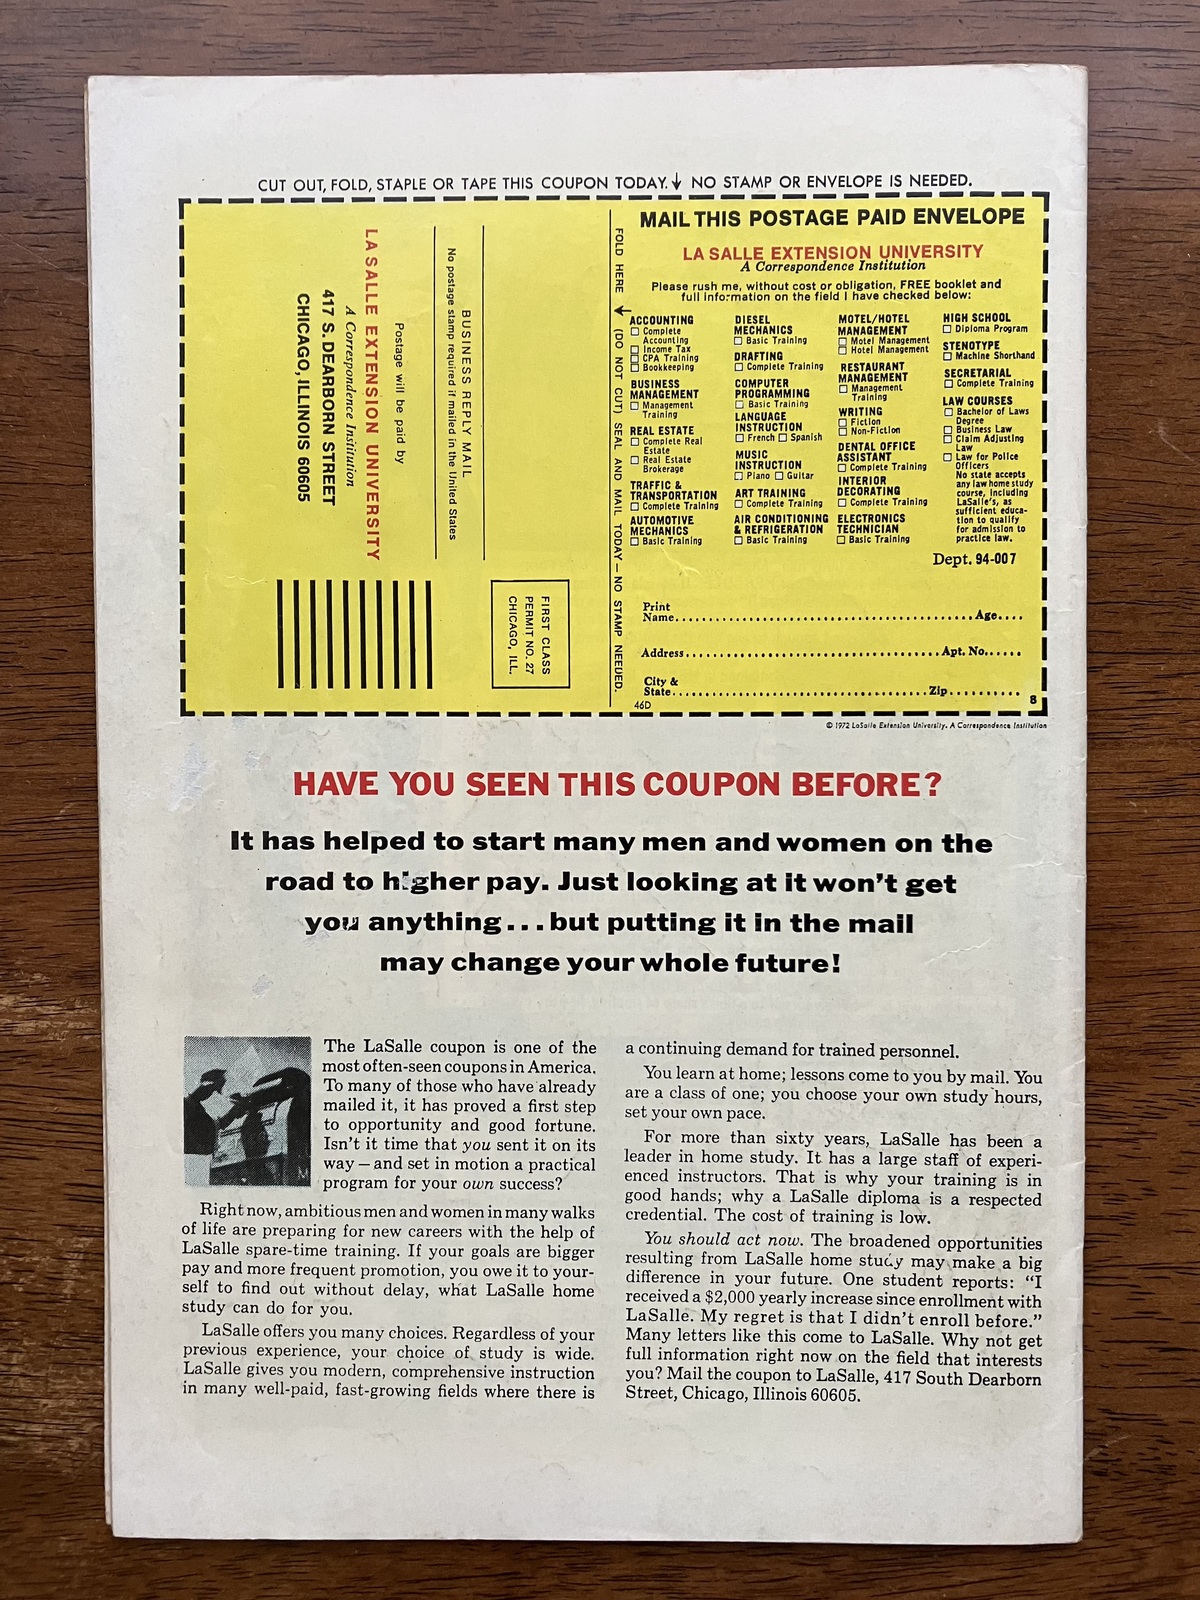 CUT OUT, FOLD, STAPLE OR TAPE THIS COUPON TODAY. ↓ NO STAMP OR ENVELOPE IS NEEDED.
FIRST CLASS
PERMIT NO. 27
CHICAGO, ILL.
BUSINESS REPLY MAIL
No postage stamp required if mailed in the United States
Postage will be paid by
LA SALLE EXTENSION UNIVERSITY
A Correspondence Institution
417 S. DEARBORN STREET
CHICAGO, ILLINOIS 60605
FOLD HERE ↓ (DO NOT CUT) SEAL AND MAIL TODAY — NO STAMP NEEDED.
MAIL THIS POSTAGE PAID ENVELOPE
LA SALLE EXTENSION UNIVERSITY
A Correspondence Institution
Please rush me, without cost or obligation, FREE booklet and
full information on the field I have checked below:
ACCOUNTING
☐ Complete
Accounting
☐ Income Tax
☐ CPA Training
☐ Bookkeeping
BUSINESS
MANAGEMENT
☐ Management
Training
REAL ESTATE
☐ Complete Real
Estate
☐ Real Estate
Brokerage
TRAFFIC &
TRANSPORTATION
☐ Complete Training
AUTOMOTIVE
MECHANICS
☐ Basic Training
DIESEL
MECHANICS
☐ Basic Training
DRAFTING
☐ Complete Training
COMPUTER
PROGRAMMING
☐ Basic Training
LANGUAGE
INSTRUCTION
☐ French ☐ Spanish
MUSIC
INSTRUCTION
☐ Piano ☐ Guitar
ART TRAINING
☐ Complete Training
AIR CONDITIONING
& REFRIGERATION
☐ Basic Training
MOTEL/HOTEL
MANAGEMENT
☐ Motel Management
☐ Hotel Management
RESTAURANT
MANAGEMENT
☐ Management
Training
WRITING
☐ Fiction
☐ Non-Fiction
DENTAL OFFICE
ASSISTANT
☐ Complete Training
INTERIOR
DECORATING
☐ Complete Training
ELECTRONICS
TECHNICIAN
☐ Basic Training
HIGH SCHOOL
☐ Diploma Program
STENOTYPE
☐ Machine Shorthand
SECRETARIAL
☐ Complete Training
LAW COURSES
☐ Bachelor of Laws
Degree
☐ Business Law
☐ Claim Adjusting
Law
☐ Law for Police
Officers
No state accepts
any law home study
course, including
LaSalle's, as
sufficient educa-
tion to qualify
for admission to
practice law.
Dept. 94-007
Print
Name.......... Age....
Address.......... Apt. No......
City &
State.......... Zip..........
46D
8
© 1972 LaSalle Extension University. A Correspondence Institution
HAVE YOU SEEN THIS COUPON BEFORE?
It has helped to start many men and women on the
road to higher pay. Just looking at it won't get
you anything...but putting it in the mail
may change your whole future!
The LaSalle coupon is one of the
most often-seen coupons in America.
To many of those who have already
mailed it, it has proved a first step
to opportunity and good fortune.
Isn't it time that you sent it on its
way — and set in motion a practical
program for your own success?
Right now, ambitious men and women in many walks
of life are preparing for new careers with the help of
LaSalle spare-time training. If your goals are bigger
pay and more frequent promotion, you owe it to your-
self to find out without delay, what LaSalle home
study can do for you.
LaSalle offers you many choices. Regardless of your
previous experience, your choice of study is wide.
LaSalle gives you modern, comprehensive instruction
in many well-paid, fast-growing fields where there is
a continuing demand for trained personnel.
You learn at home; lessons come to you by mail. You
are a class of one; you choose your own study hours,
set your own pace.
For more than sixty years, LaSalle has been a
leader in home study. It has a large staff of experi-
enced instructors. That is why your training is in
good hands; why a LaSalle diploma is a respected
credential. The cost of training is low.
You should act now. The broadened opportunities
resulting from LaSalle home study may make a big
difference in your future. One student reports: "I
received a $2,000 yearly increase since enrollment with
LaSalle. My regret is that I didn't enroll before."
Many letters like this come to LaSalle. Why not get
full information right now on the field that interests
you? Mail the coupon to LaSalle, 417 South Dearborn
Street, Chicago, Illinois 60605.